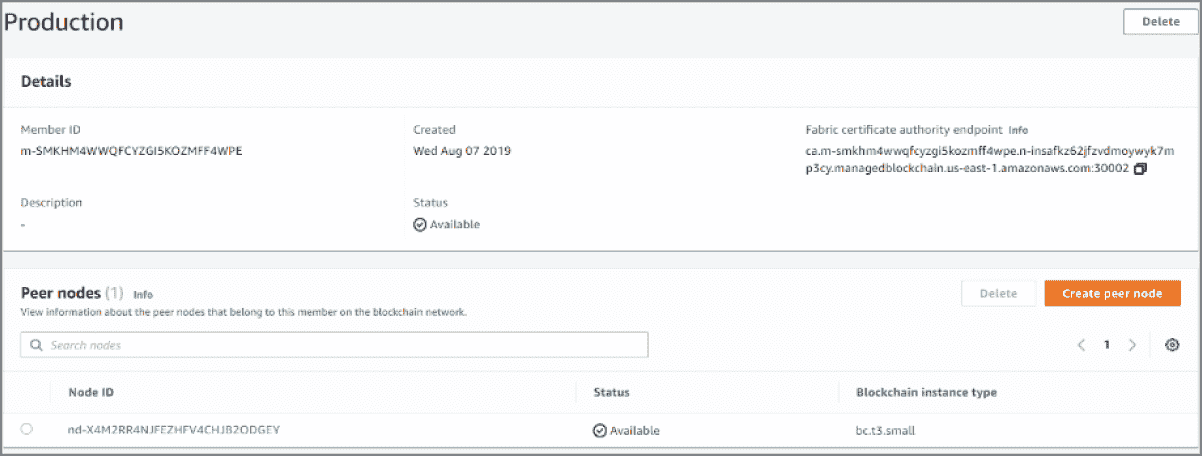 Production
Delete
Details
Member ID
m-SMKHM4WWQFCYZGI5KOZMFF4WPE
Created
Wed Aug 07 2019
Fabric certificate authority endpoint Info
ca.m-smkhm4wwqfcyzgi5kozmff4wpe.n-insafkz62jfzvdmoywyk7m
p3cy.managedblockchain.us-east-1.amazonaws.com:30002
Description
-
Status
Available
Peer nodes (1) Info
View information about the peer nodes that belong to this member on the blockchain network.
Delete
Create peer node
Search nodes
1
Node ID
Status
Blockchain instance type
nd-X4M2RR4NJFEZHFV4CHJB2ODGEY
Available
bc.t3.small